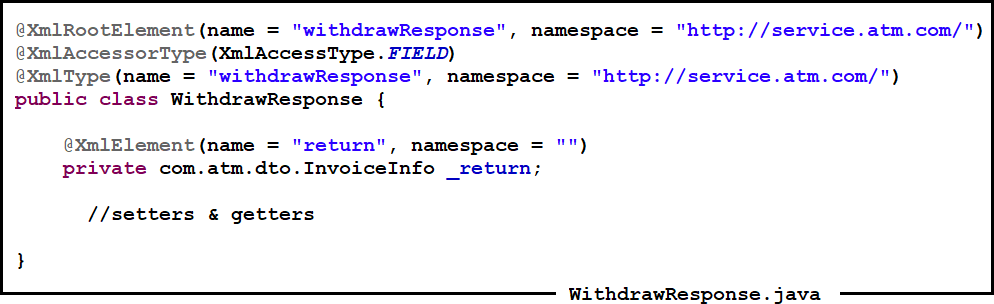 @XmlRootElement(name = "withdrawResponse", namespace = "http://service.atm.com/")
@XmlAccessorType(XmlAccessType.FIELD)
@XmlType(name = "withdrawResponse", namespace = "http://service.atm.com/")
public class WithdrawResponse {
@XmlElement(name = "return", namespace = "")
private com.atm.dto.InvoiceInfo _return;
//setters & getters
}
WithdrawResponse.java